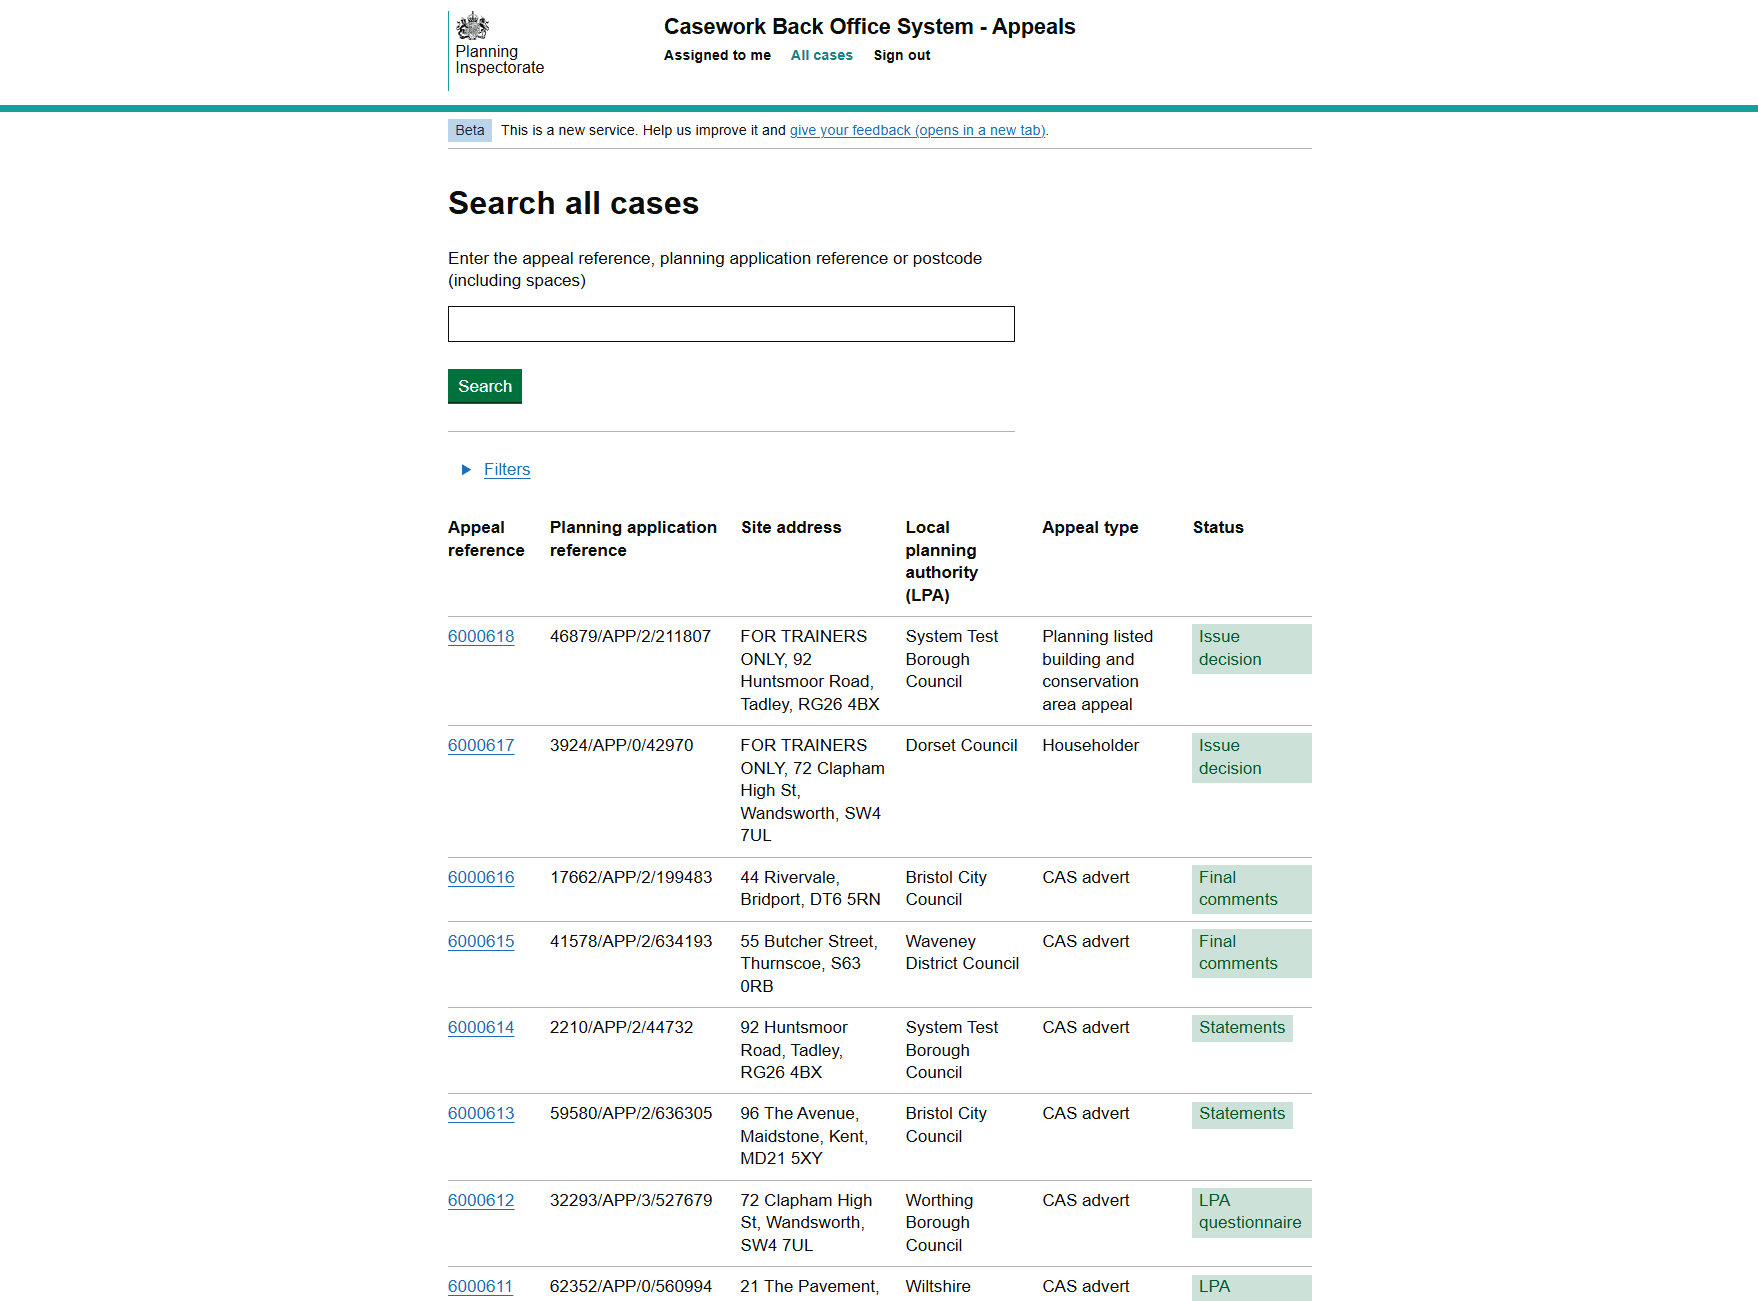 Planning
Inspectorate
Casework Back Office System - Appeals
Assigned to me All cases Sign out
Beta This is a new service. Help us improve it and give your feedback (opens in a new tab).
Search all cases
Enter the appeal reference, planning application reference or postcode
(including spaces)
Search
Filters
Appeal reference
Planning application reference
Site address
Local planning authority (LPA)
Appeal type
Status
6000618
46879/APP/2/211807
FOR TRAINERS
ONLY, 92
Huntsmoor Road,
Tadley, RG26 4BX
System Test
Borough
Council
Planning listed
building and
conservation
area appeal
Issue
decision
6000617
3924/APP/0/42970
FOR TRAINERS
ONLY, 72 Clapham
High St,
Wandsworth, SW4
7UL
Dorset Council
Householder
Issue
decision
6000616
17662/APP/2/199483
44 Rivervale,
Bridport, DT6 5RN
Bristol City
Council
CAS advert
Final
comments
6000615
41578/APP/2/634193
55 Butcher Street,
Thurnscoe, S63
0RB
Waveney
District Council
CAS advert
Final
comments
6000614
2210/APP/2/44732
92 Huntsmoor
Road, Tadley,
RG26 4BX
System Test
Borough
Council
CAS advert
Statements
6000613
59580/APP/2/636305
96 The Avenue,
Maidstone, Kent,
MD21 5XY
Bristol City
Council
CAS advert
Statements
6000612
32293/APP/3/527679
72 Clapham High
St, Wandsworth,
SW4 7UL
Worthing
Borough
Council
CAS advert
LPA
questionnaire
6000611
62352/APP/0/560994
21 The Pavement,
Wiltshire
CAS advert
LPA